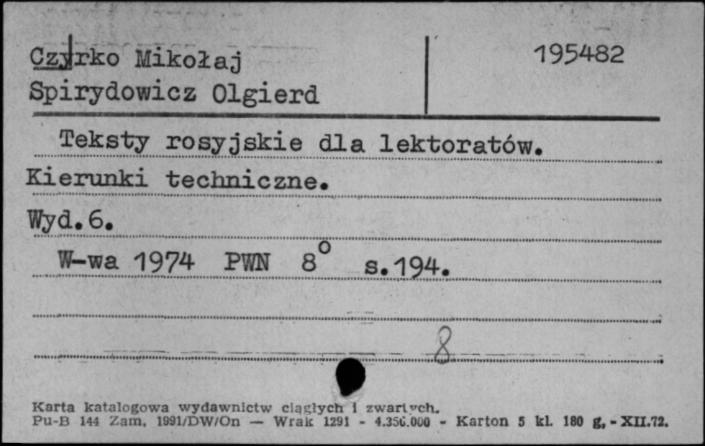 Czyrko Mikołaj 195482
Spirydowicz Olgierd
Teksty rosyjskie dla lektoratów.
Kierunki techniczne.
Wyd.6.
W-wa 1974 PWN 8° s.194.
8
Karta katalogowa wydawnictw ciągłych i zwartych.
Pu-B 144 Zam. 1991/DW/On — Wrak 1291 - 4.356.000 - Karton 5 kl. 180 g, - XII.72.